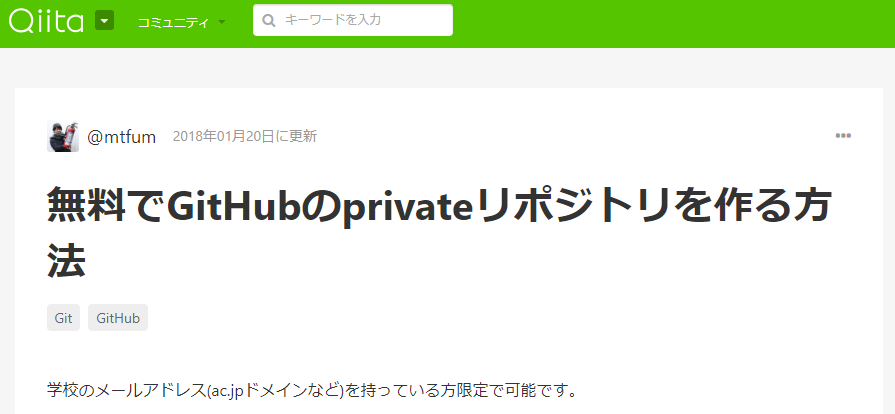 Qiita
コミュニティ
キーワードを入力
@mtfum 2018年01月20日に更新
無料でGitHubのprivateリポジトリを作る方
法
Git GitHub
学校のメールアドレス(ac.jpドメインなど)を持っている方限定で可能です。